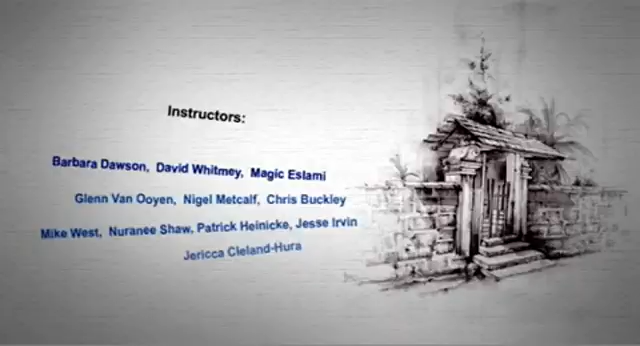 Instructors:
Barbara Dawson, David Whitmey, Magic Eslami
Glenn Van Ooyen, Nigel Metcalf, Chris Buckley
Mike West, Nuranee Shaw, Patrick Heinicke, Jesse Irvin
Jericca Cleland-Hura